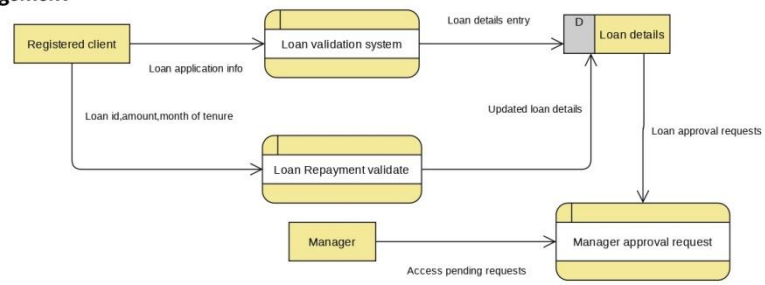 Loan details entry
D
Registered client
Loan validation system
Loan details
Loan application info
Loan id,amount,month of tenure
Updated loan details
Loan approval requests
Loan Repayment validate
Manager
Manager approval request
Access pending requests